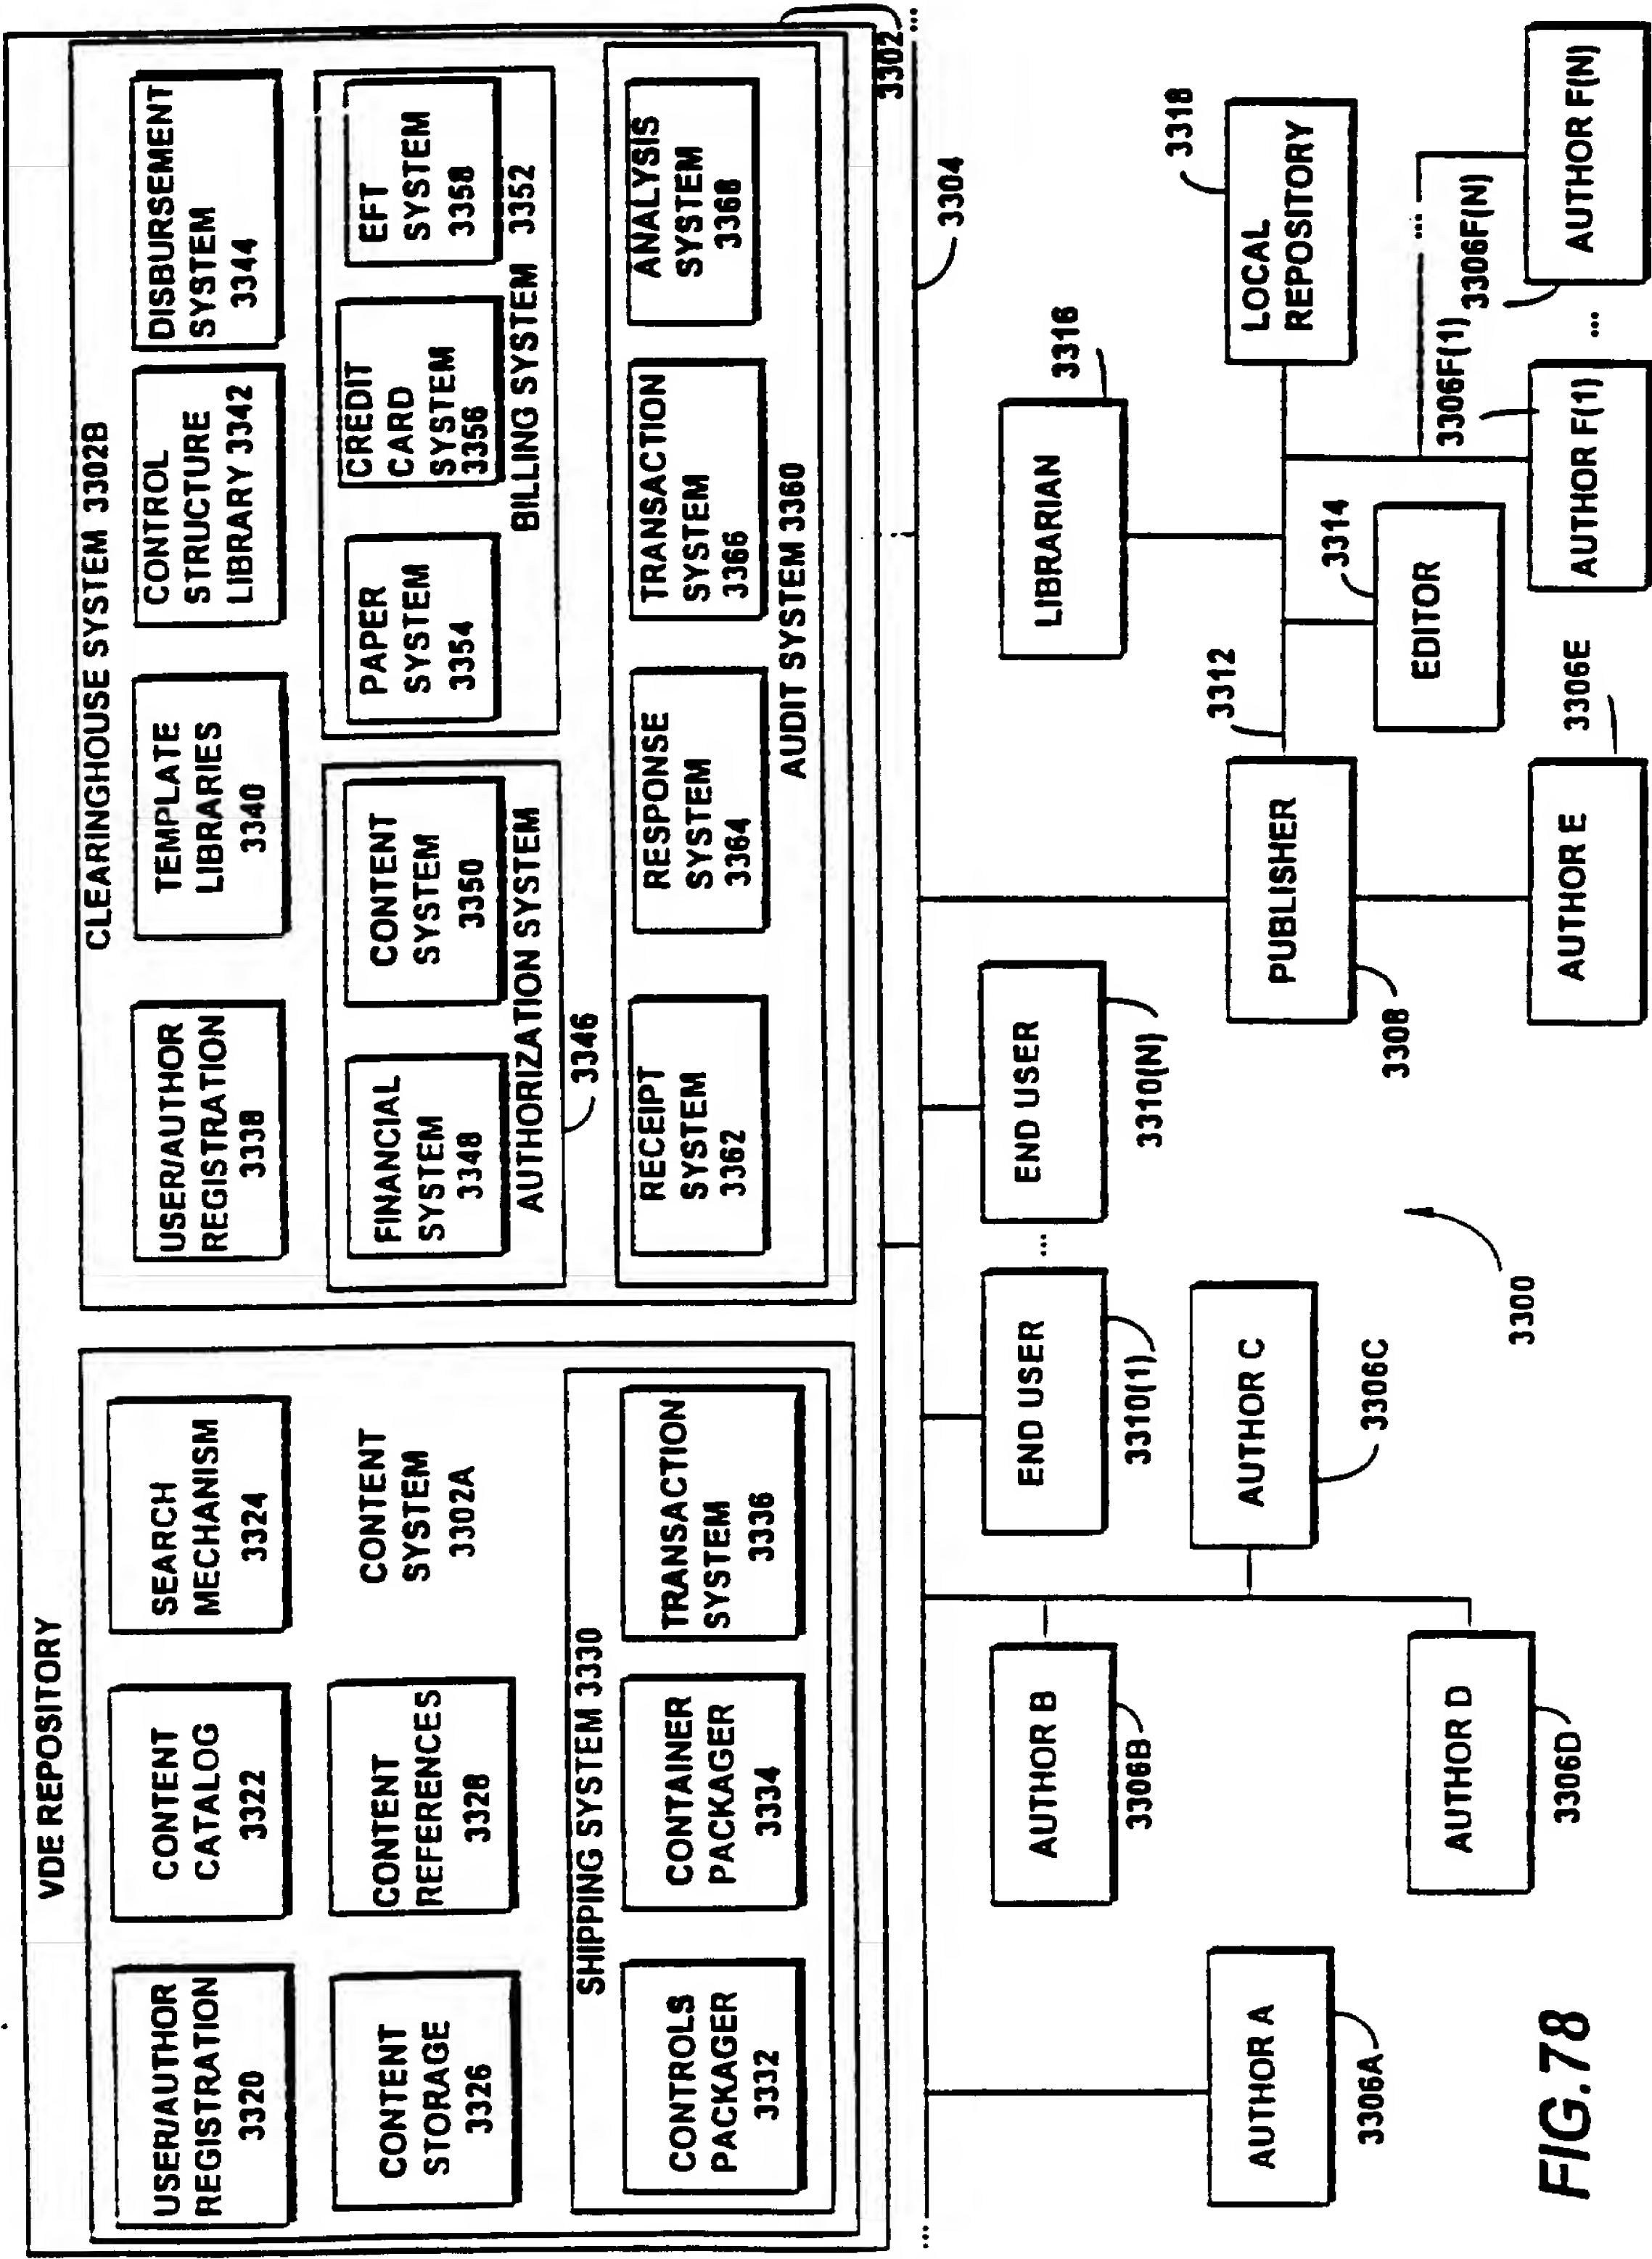 VDE REPOSITORY
USER/AUTHOR
REGISTRATION
3320
CONTENT
CATALOG
3322
SEARCH
MECHANISM
3324
CONTENT
STORAGE
3326
CONTENT
REFERENCES
3328
CONTENT
SYSTEM
3302A
SHIPPING SYSTEM 3330
CONTROLS
PACKAGER
3332
CONTAINER
PACKAGER
3334
TRANSACTION
SYSTEM
3336
CLEARINGHOUSE SYSTEM 3302B
USER/AUTHOR
REGISTRATION
3338
TEMPLATE
LIBRARIES
3340
CONTROL
STRUCTURE
LIBRARY 3342
DISBURSEMENT
SYSTEM
3344
FINANCIAL
SYSTEM
3348
CONTENT
SYSTEM
3350
AUTHORIZATION SYSTEM
3346
PAPER
SYSTEM
3354
CREDIT
CARD
SYSTEM
3356
EFT
SYSTEM
3358
BILLING SYSTEM 3352
RECEIPT
SYSTEM
3362
RESPONSE
SYSTEM
3364
TRANSACTION
SYSTEM
3366
ANALYSIS
SYSTEM
3368
AUDIT SYSTEM 3360
3302
...
...
3304
AUTHOR A
3306A
AUTHOR B
3306B
AUTHOR C
3306C
AUTHOR D
3306D
END USER
3310(1)
...
END USER
3310(N)
PUBLISHER
3308
3312
LIBRARIAN
3316
EDITOR
3314
LOCAL
REPOSITORY
3318
AUTHOR E
3306E
AUTHOR F(1)
3306F(1)
...
...
AUTHOR F(N)
3306F(N)
3300
FIG.78